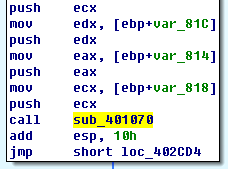 push ecx
mov edx, [ebp+var_81C]
push edx
mov eax, [ebp+var_814]
push eax
mov ecx, [ebp+var_818]
push ecx
call sub_401070
add esp, 10h
jmp short loc_402CD4